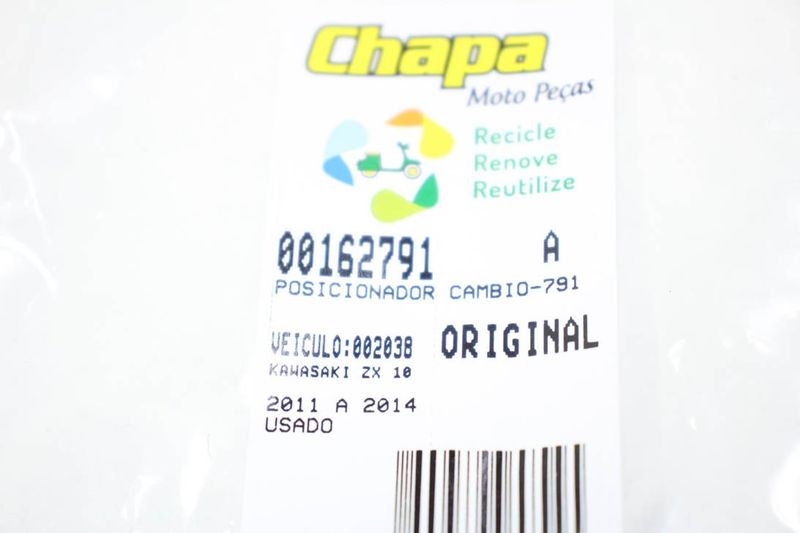 Chapa
Moto Peças
Recicle
Renove
Reutilize
00162791 A
POSICIONADOR CAMBIO-791
VEICULO:002038 ORIGINAL
KAWASAKI ZX 10
2011 A 2014
USADO